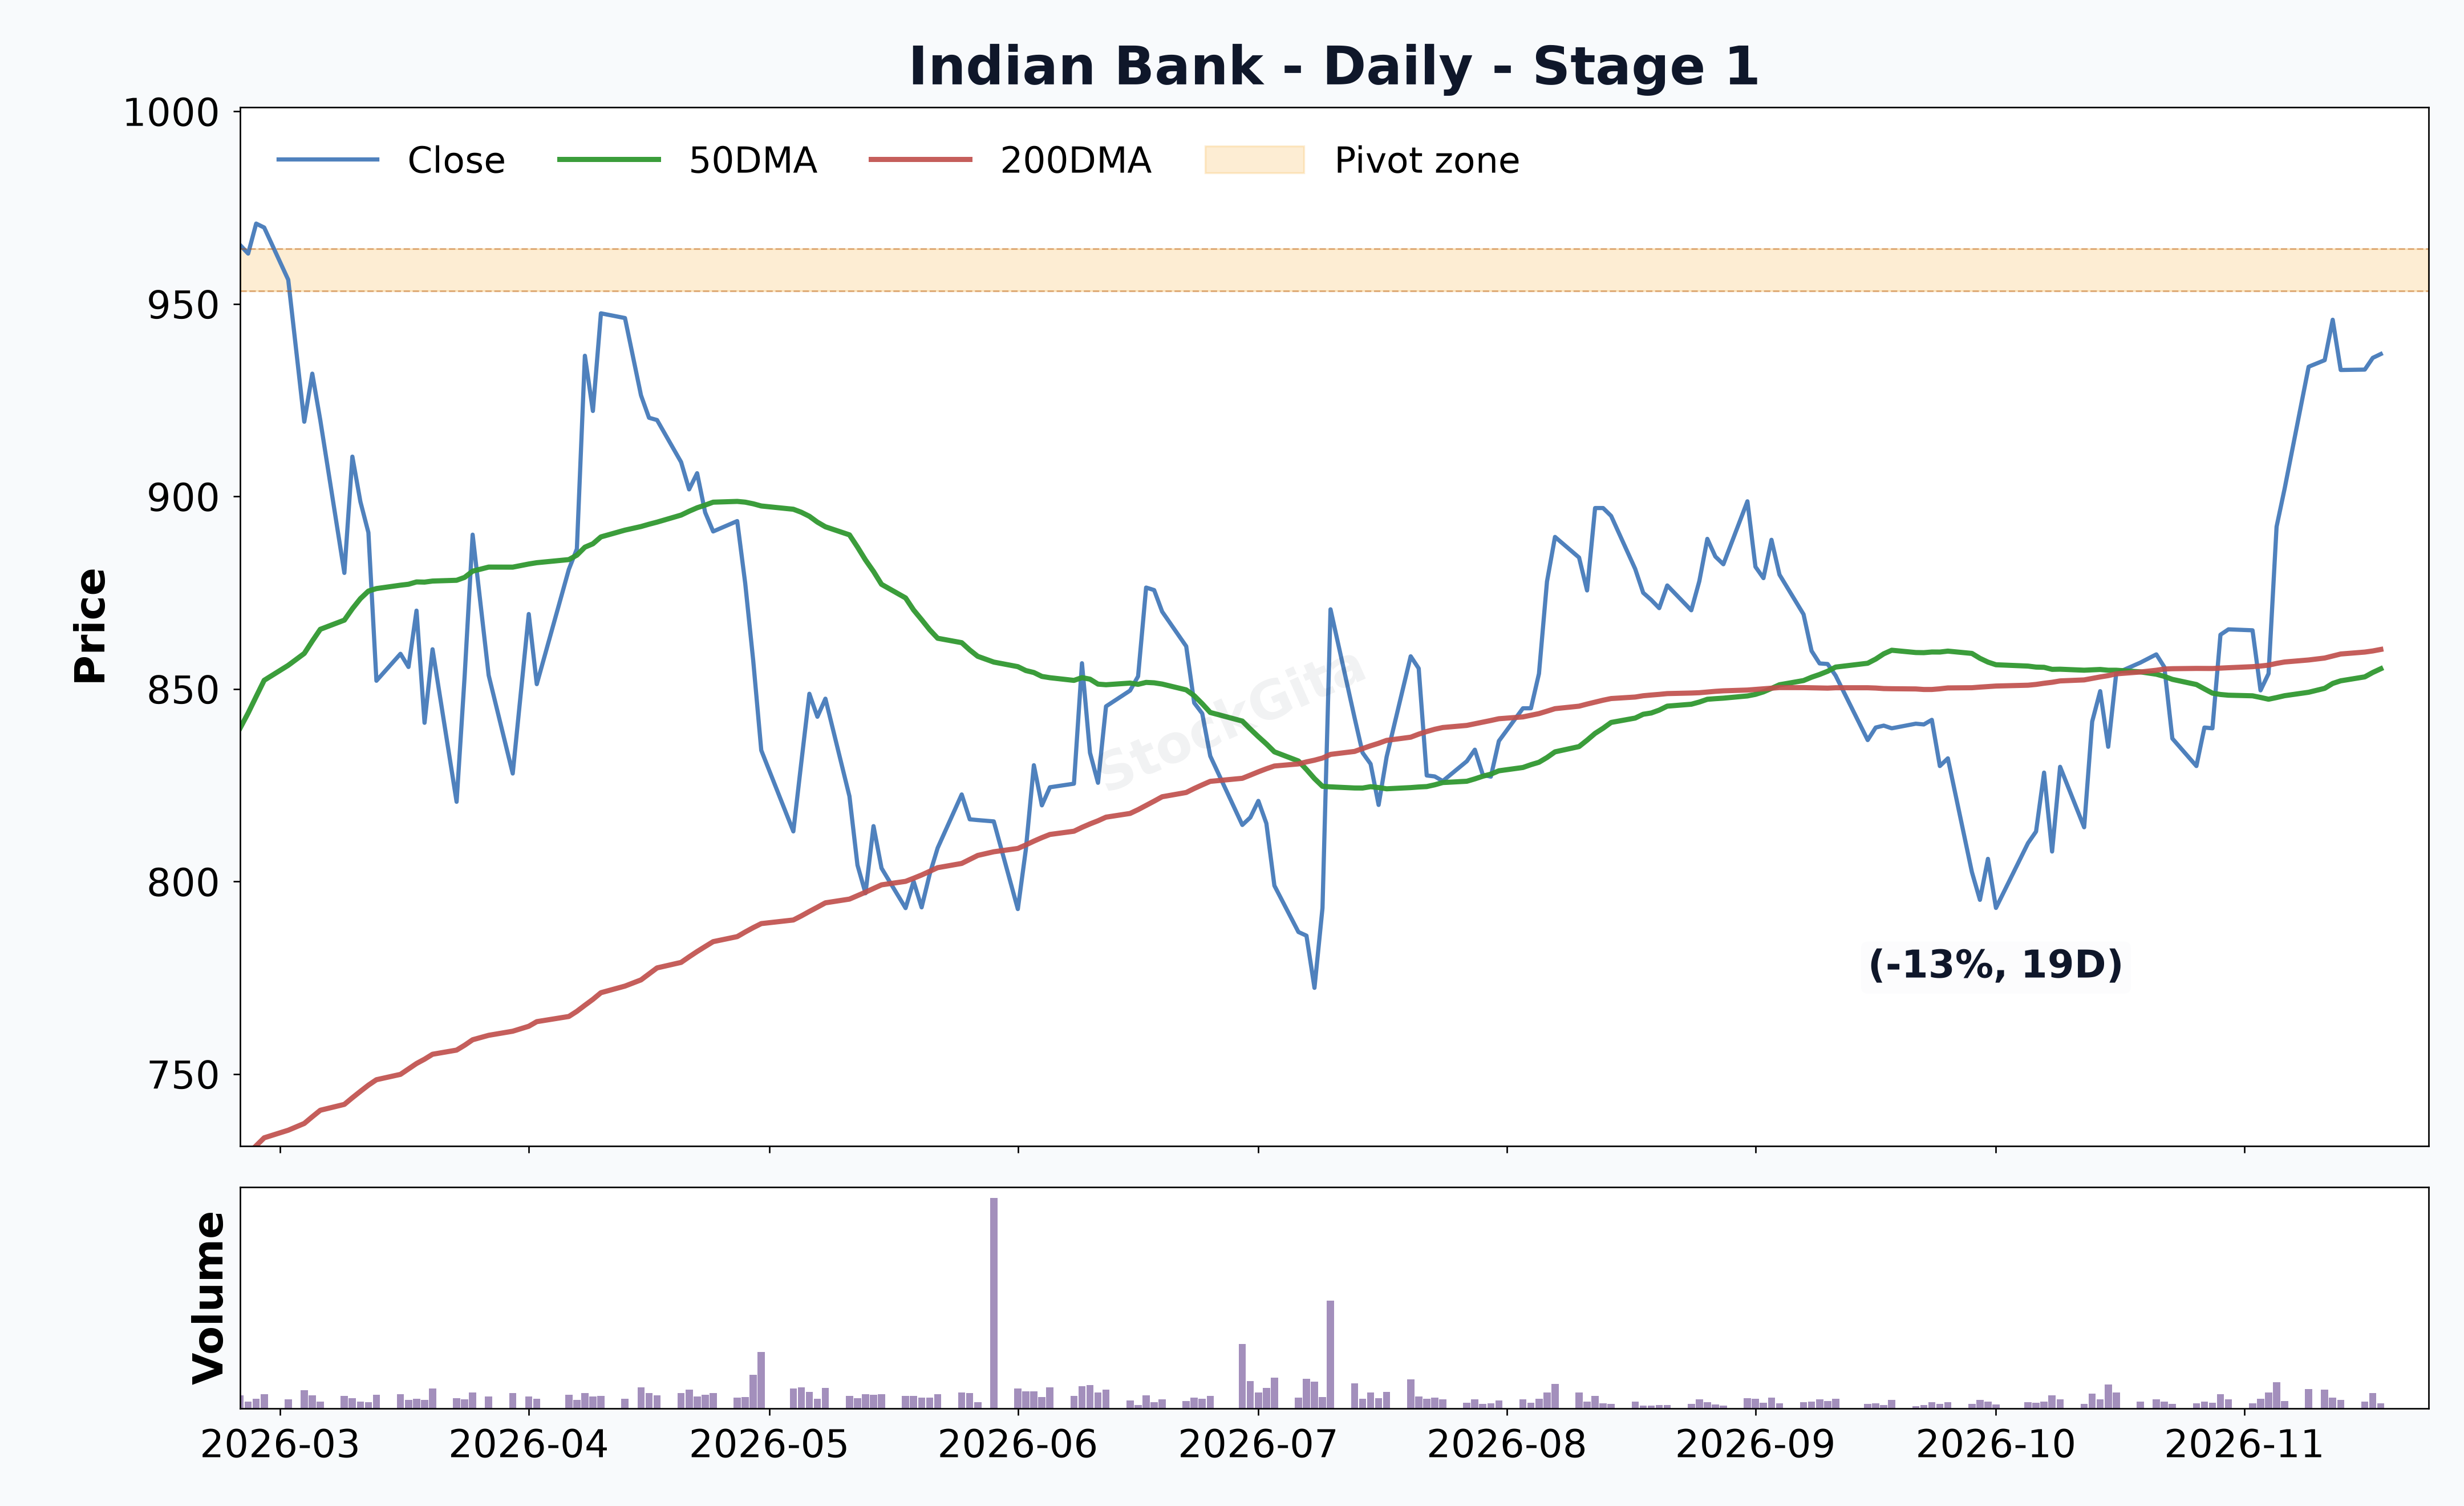 Indian Bank - Daily - Stage 1
Close 50DMA 200DMA Pivot zone
Price
1000
950
900
850
800
750
StockGita
(-13%, 19D)
Volume
2026-03 2026-04 2026-05 2026-06 2026-07 2026-08 2026-09 2026-10 2026-11